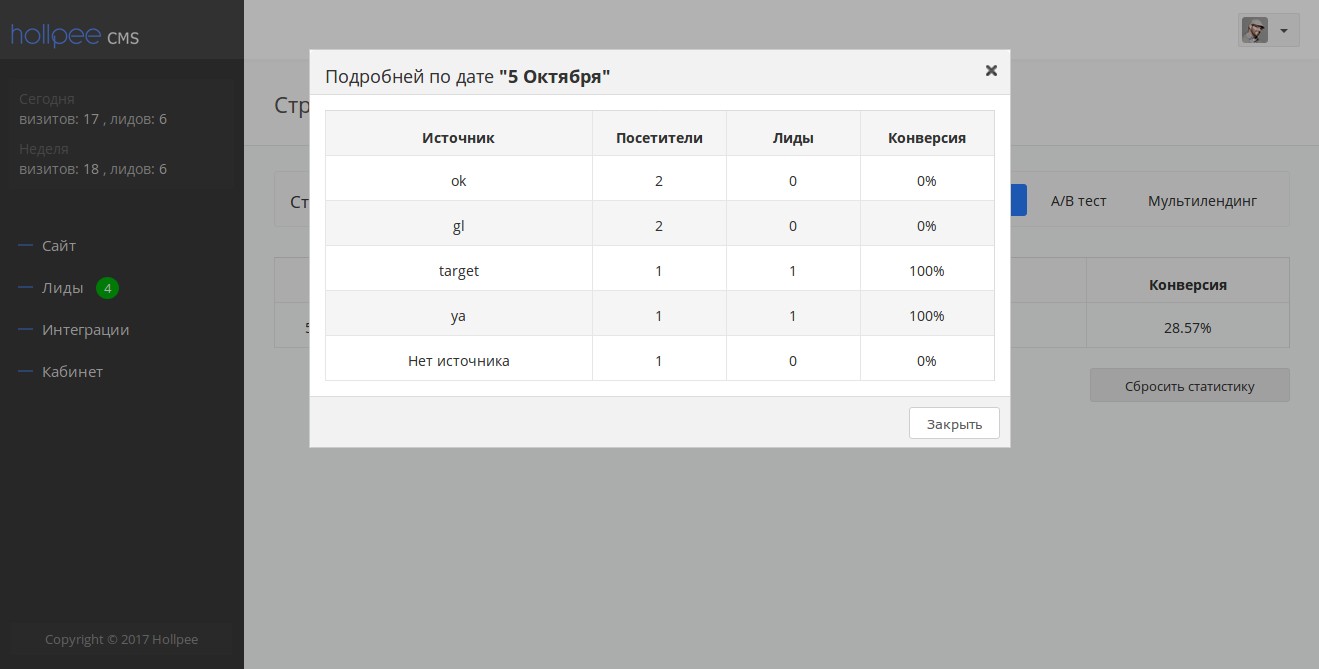 hollpee CMS
Сегодня
визитов: 17 , лидов: 6
Неделя
визитов: 18 , лидов: 6
Сайт
Лиды 4
Интеграции
Кабинет
Copyright © 2017 Hollpee
Подробней по дате "5 Октября"
Источник Посетители Лиды Конверсия
ok 2 0 0%
gl 2 0 0%
target 1 1 100%
ya 1 1 100%
Нет источника 1 0 0%
Закрыть
A/B тест Мультилендинг
Конверсия
28.57%
Сбросить статистику